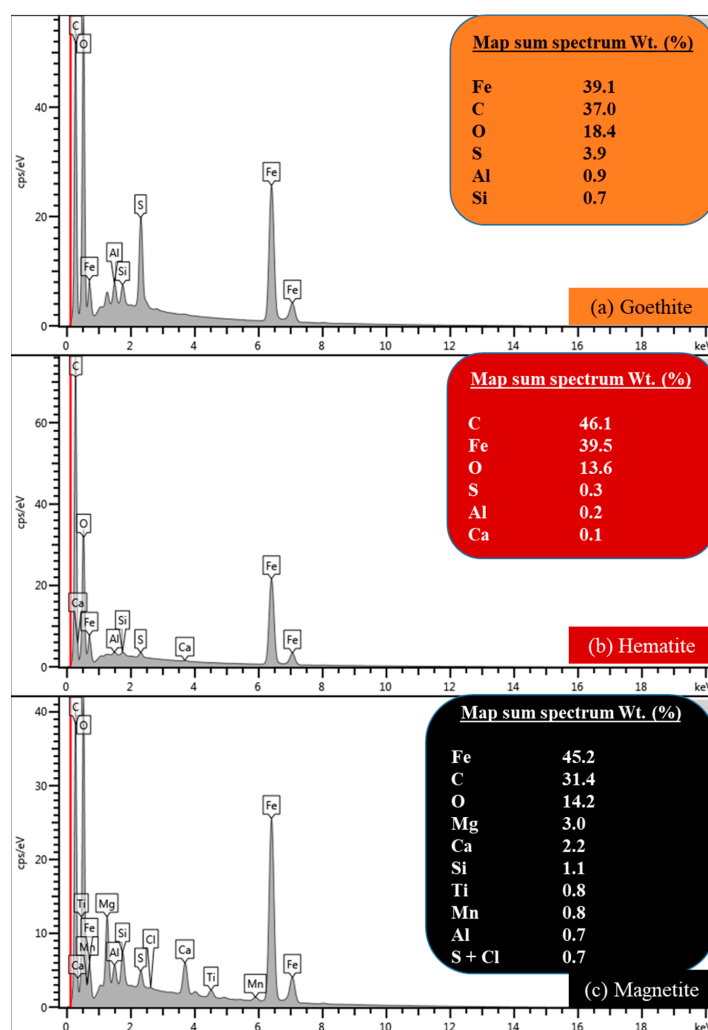 Map sum spectrum Wt. (%)
Fe 39.1
C 37.0
O 18.4
S 3.9
Al 0.9
Si 0.7
C
O
Fe
Al
Si
S
Fe
Fe
cps/eV
40
20
0
(a) Goethite
0 2 4 6 8 10 12 14 16 18 keV
Map sum spectrum Wt. (%)
C 46.1
Fe 39.5
O 13.6
S 0.3
Al 0.2
Ca 0.1
C
O
Ca
Fe
Al
Si
S
Ca
Fe
Fe
cps/eV
60
40
20
0
(b) Hematite
0 2 4 6 8 10 12 14 16 18 keV
Map sum spectrum Wt. (%)
Fe 45.2
C 31.4
O 14.2
Mg 3.0
Ca 2.2
Si 1.1
Ti 0.8
Mn 0.8
Al 0.7
S + Cl 0.7
C
O
Ti
Fe
Mn
Ca
Mg
Al
Si
S
Cl
Ca
Ti
Mn
Fe
Fe
cps/eV
40
30
20
10
0
(c) Magnetite
0 2 4 6 8 10 12 14 16 18 keV